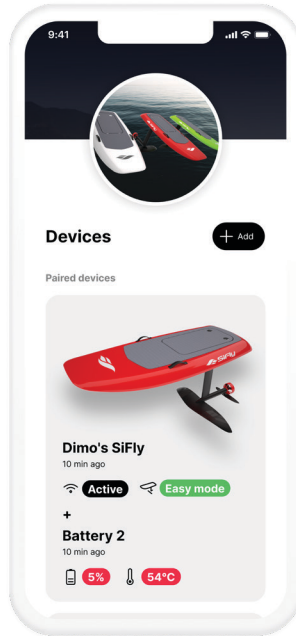 9:41
Devices
+ Add
Paired devices
SiFly
Dimo's SiFly
10 min ago
Active Easy mode
+
Battery 2
10 min ago
5% 54°C